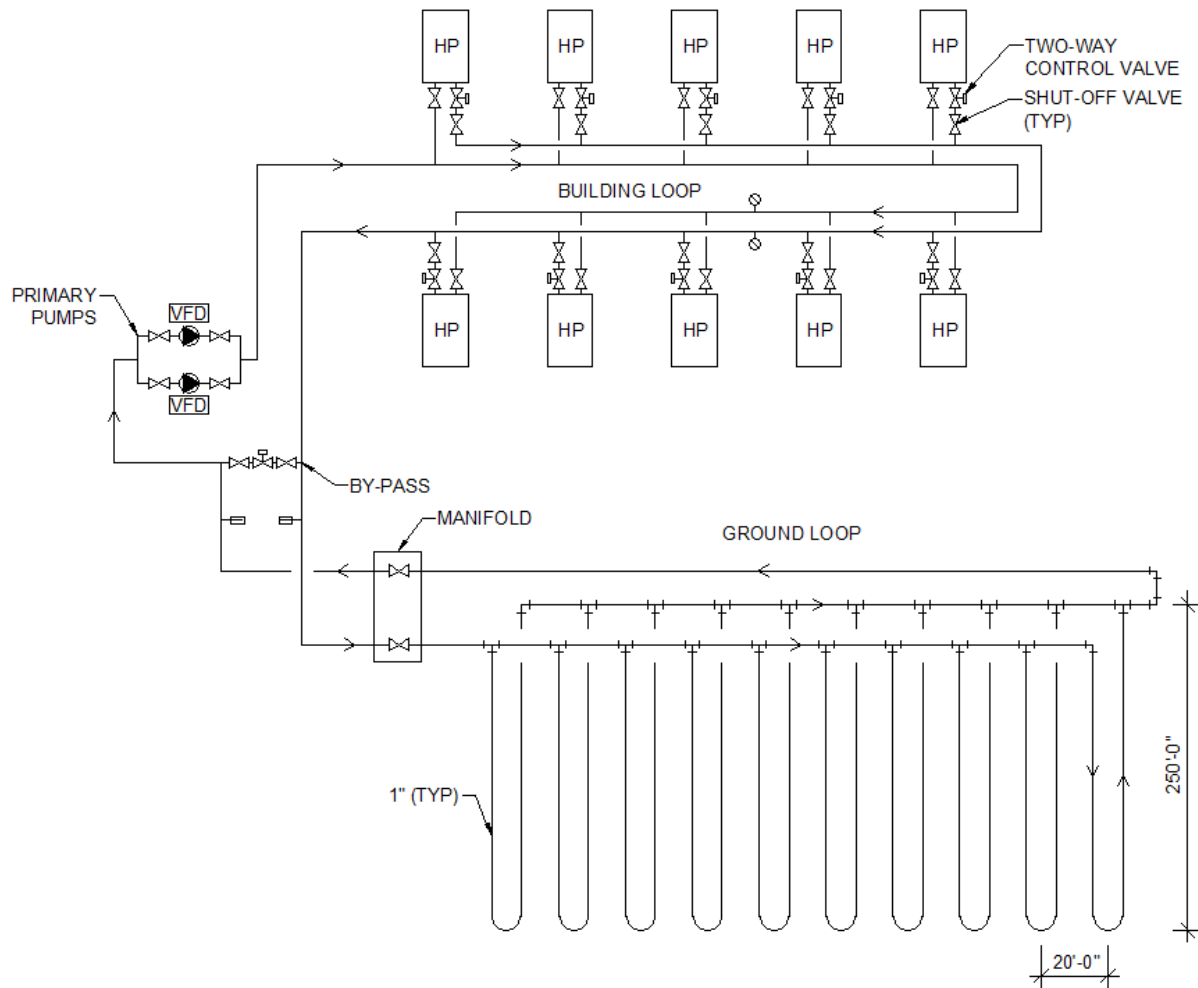 HP
HP
HP
HP
HP
TWO-WAY
CONTROL VALVE
SHUT-OFF VALVE
(TYP)
BUILDING LOOP
PRIMARY
PUMPS
VFD
VFD
HP
HP
HP
HP
HP
BY-PASS
MANIFOLD
GROUND LOOP
1" (TYP)
250'-0"
20'-0"